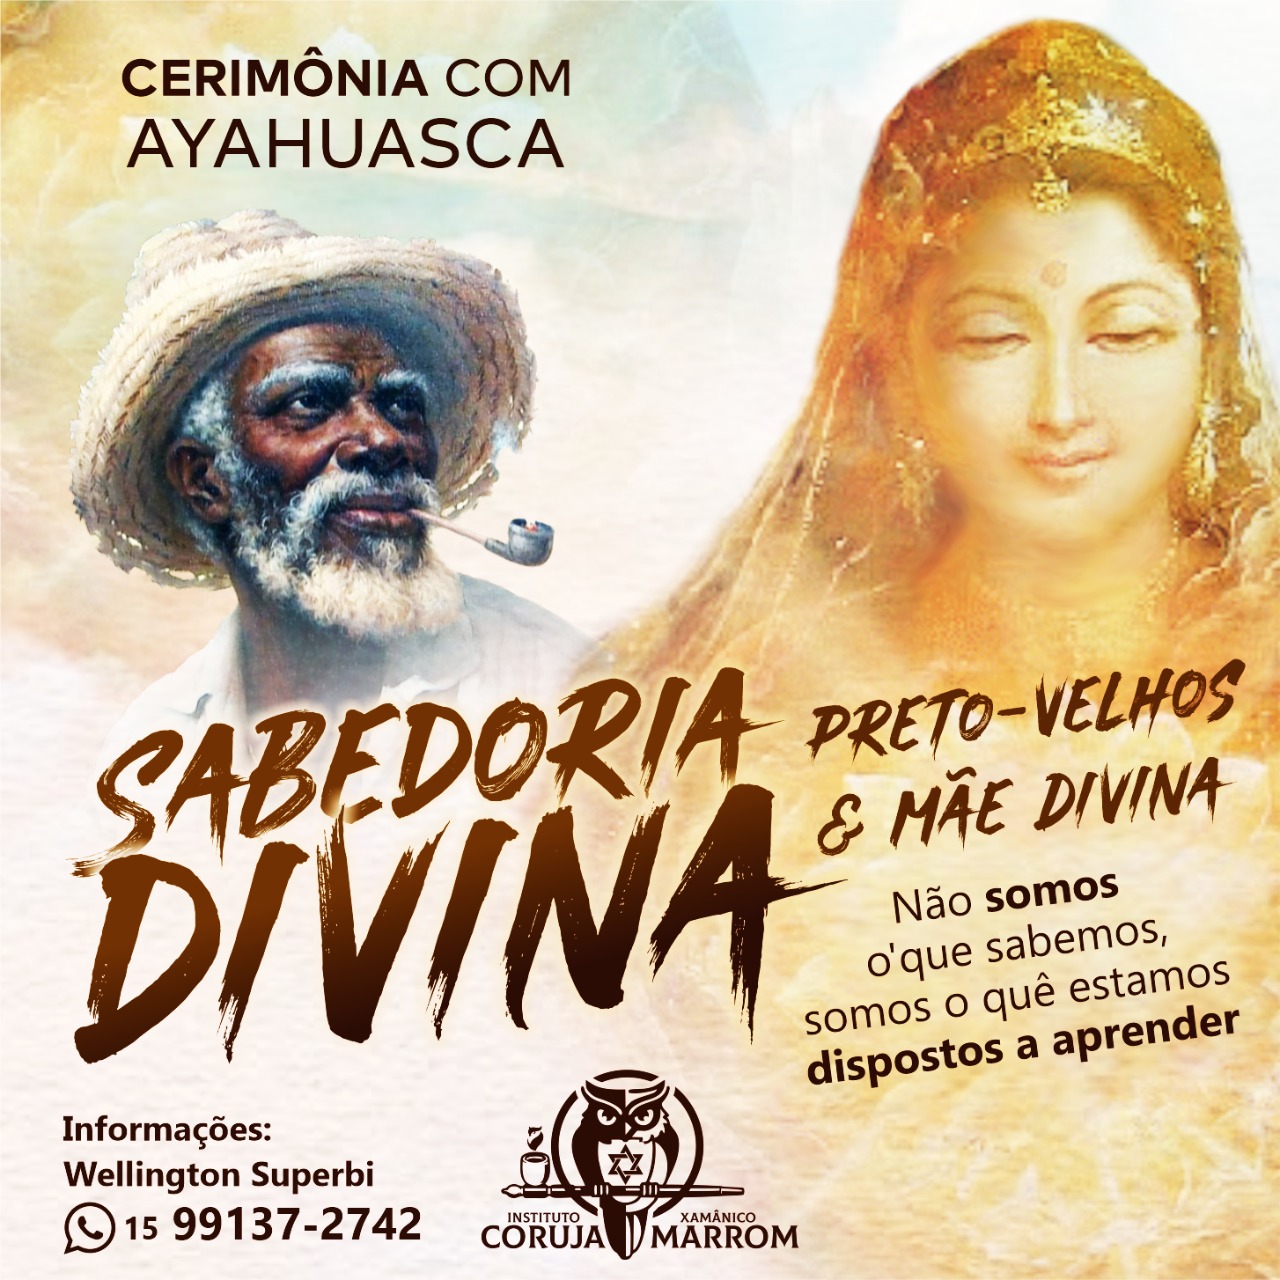 CERIMÔNIA COM
AYAHUASCA
SABEDORIA
DIVINA
PRETO-VELHOS
& MÃE DIVINA
Não somos
o'que sabemos,
somos o quê estamos
dispostos a aprender
Informações:
Wellington Superbi
15 99137-2742
INSTITUTO XAMÂNICO
CORUJA MARROM